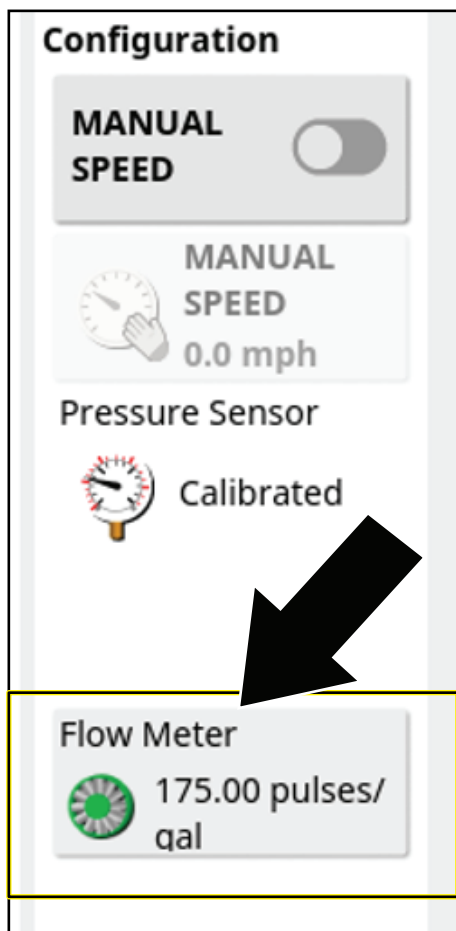 Configuration
MANUAL
SPEED
MANUAL
SPEED
0.0 mph
Pressure Sensor
Calibrated
Flow Meter
175.00 pulses/
gal